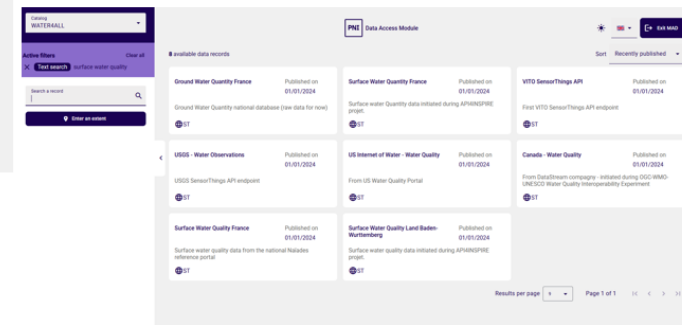 Catalog
WATER4ALL
PNI Data Access Module
Exit MAD
Active filters
Clear all
Text search surface water quality
Search a record
Enter an extent
8 available data records
Sort Recently published
Ground Water Quantity France
Published on
01/01/2024
Ground Water Quantity national database (raw data for now)
ST
Surface Water Quantity France
Published on
01/01/2024
Surface water Quantity data initiated during API4INSPIRE
projet.
ST
VITO SensorThings API
Published on
01/01/2024
First VITO SensorThings API endpoint
ST
USGS - Water Observations
Published on
01/01/2024
USGS SensorThings API endpoint
ST
US Internet of Water - Water Quality
Published on
01/01/2024
From US Water Quality Portal
ST
Canada - Water Quality
Published on
01/01/2024
From DataStream compagny - initiated during OGC-WMO-
UNESCO Water Quality Interoperability Experiment
ST
Surface Water Quality France
Published on
01/01/2024
Surface water quality data from the national Naiades
reference portal
ST
Surface Water Quality Land Baden-
Wurttemberg
Published on
01/01/2024
Surface water quality data initiated during API4INSPIRE
projet.
ST
Results per page
Page 1 of 1